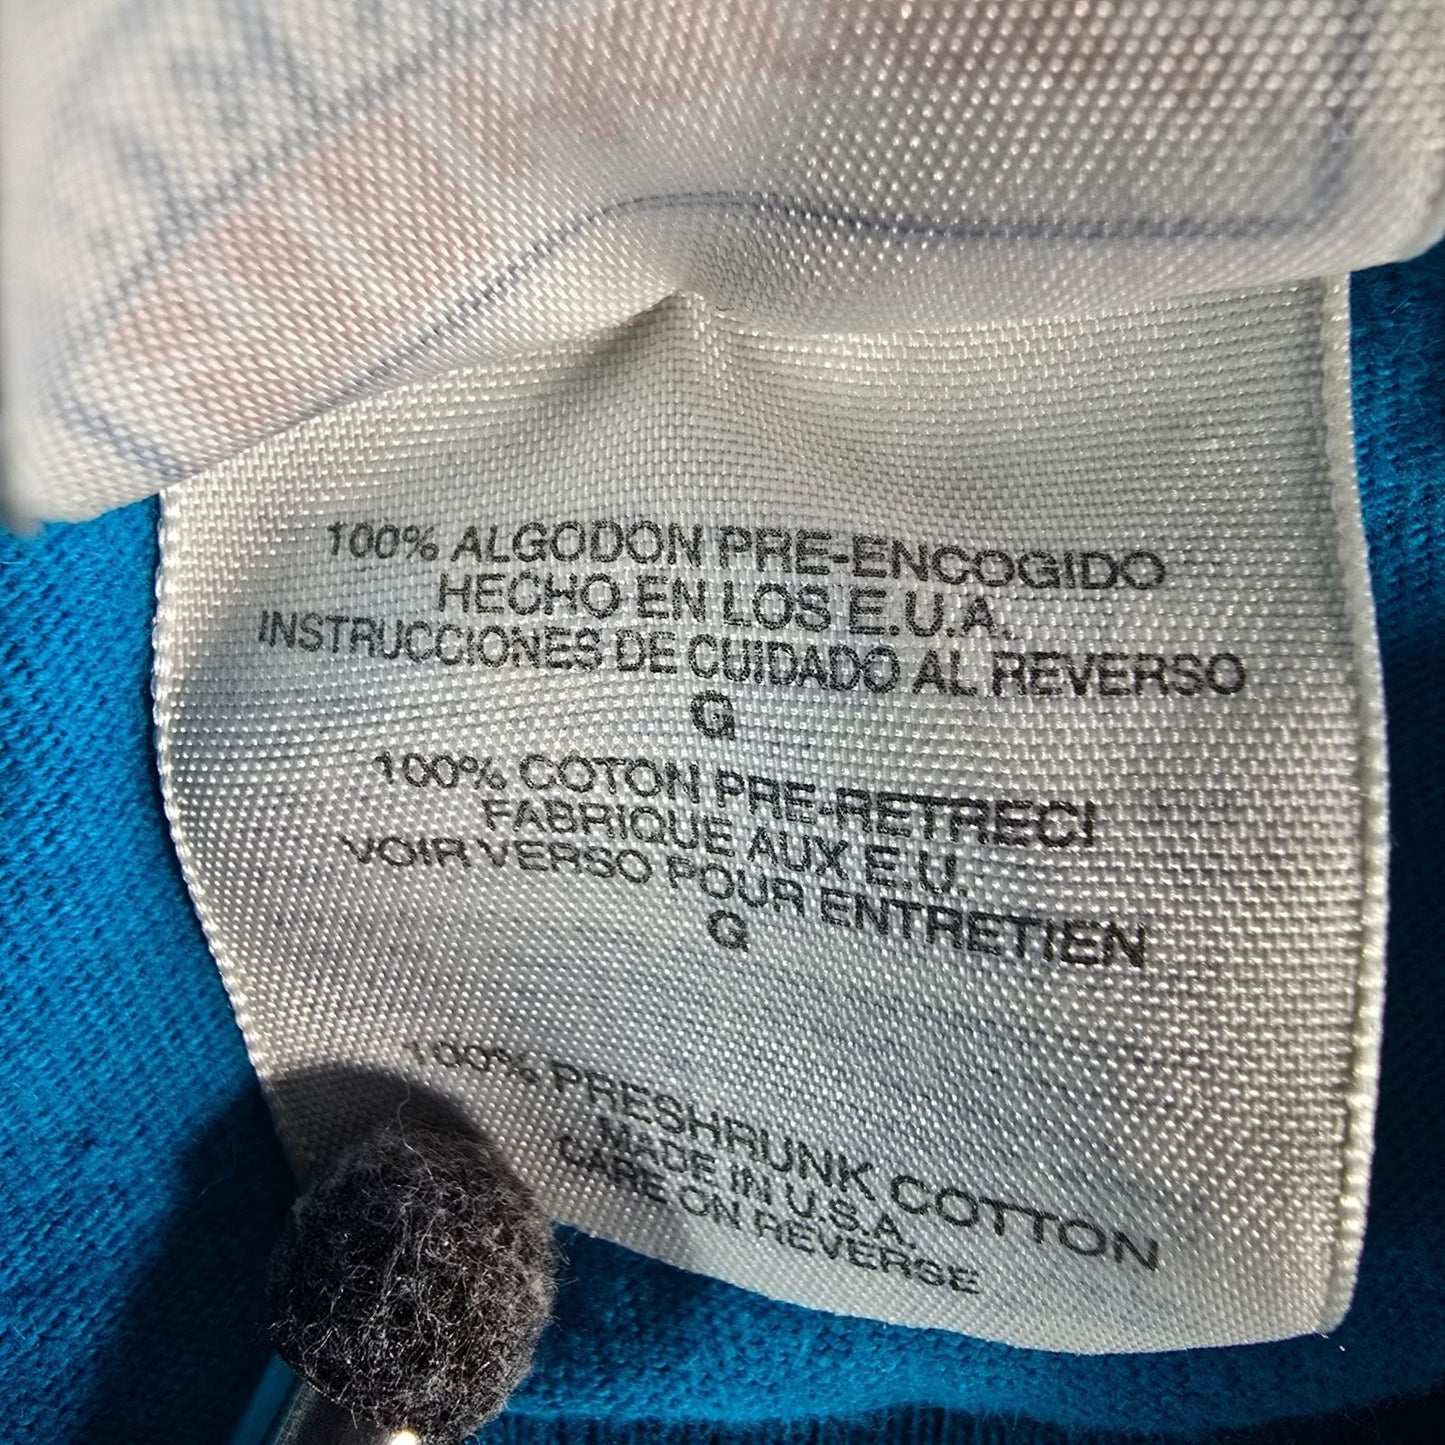 100% ALGODON PRE-ENCOGIDO
HECHO EN LOS E.U.A.
INSTRUCCIONES DE CUIDADO AL REVERSO
G
100% COTON PRE-RETRECI
FABRIQUE AUX E.U.
VOIR VERSO POUR ENTRETIEN
G
100% PRESHRUNK COTTON
MADE IN U.S.A.
CARE ON REVERSE